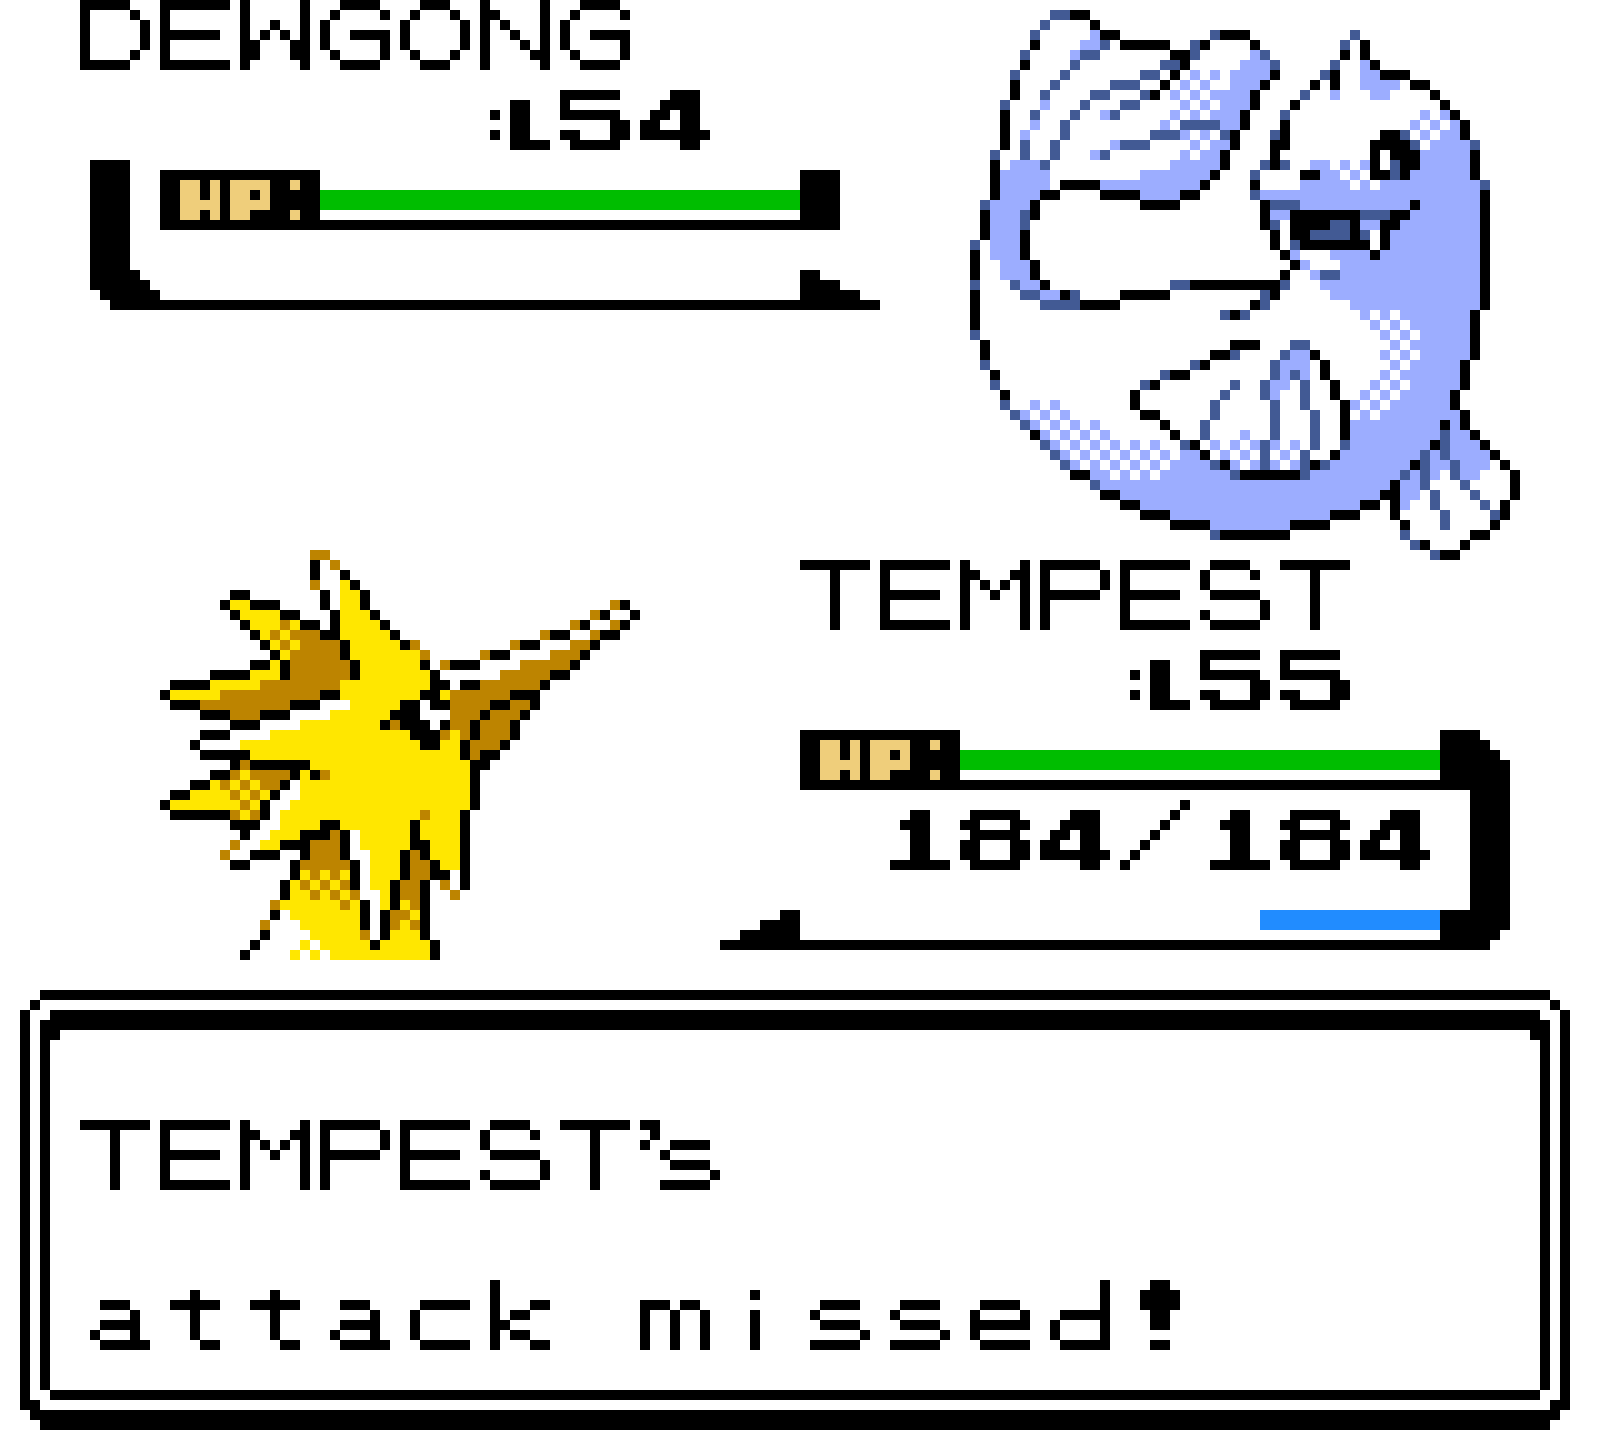 DEWGONG
:L54
HP:
TEMPEST
:L55
HP:
184/184
TEMPEST's
attack missed!